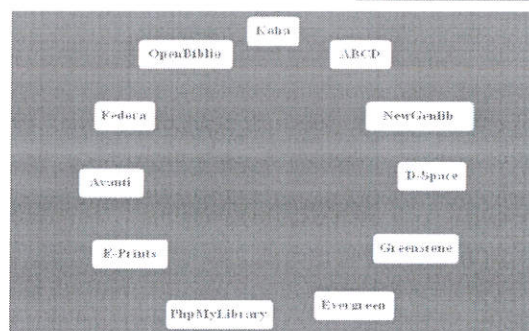 Koha
OpenBiblio
ABCD
Fedora
NewGenlib
Avanti
D-Space
E-Prints
Greenstone
PhpMyLibrary
Evergreen